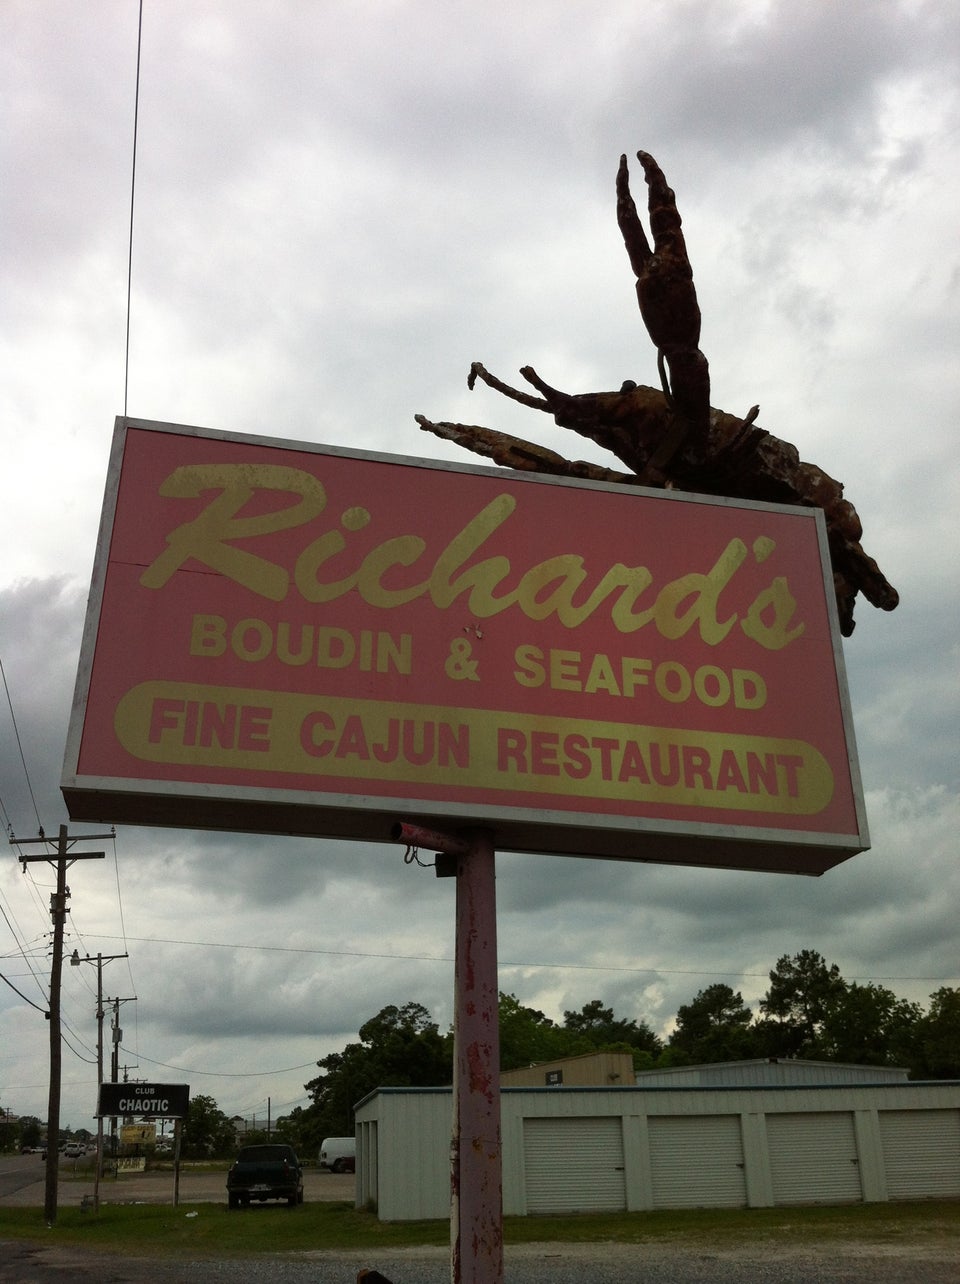 Richard's
BOUDIN & SEAFOOD
FINE CAJUN RESTAURANT
CLUB
CHAOTIC